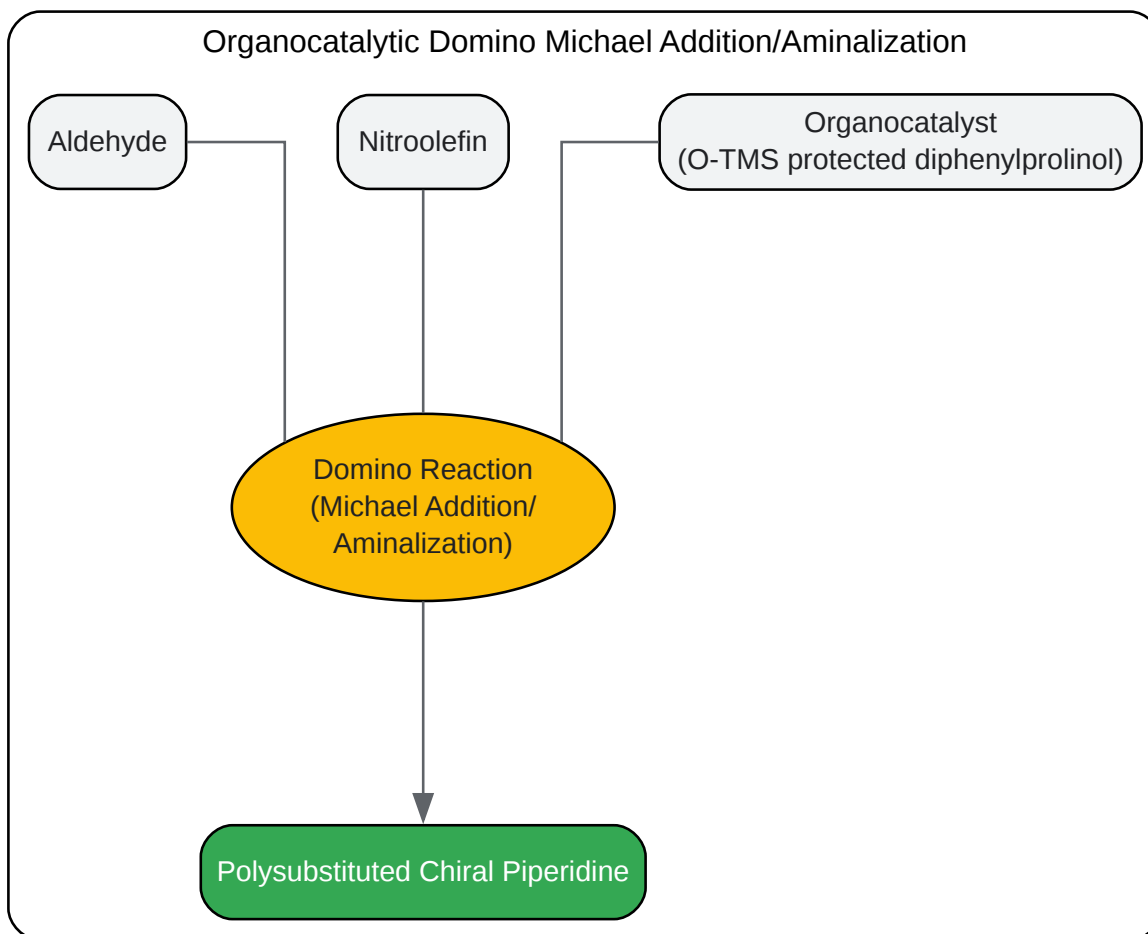 Organocatalytic Domino Michael Addition/Aminalization
Aldehyde
Nitroolefin
Organocatalyst
(O-TMS protected diphenylprolinol)
Domino Reaction
(Michael Addition/
Aminalization)
Polysubstituted Chiral Piperidine